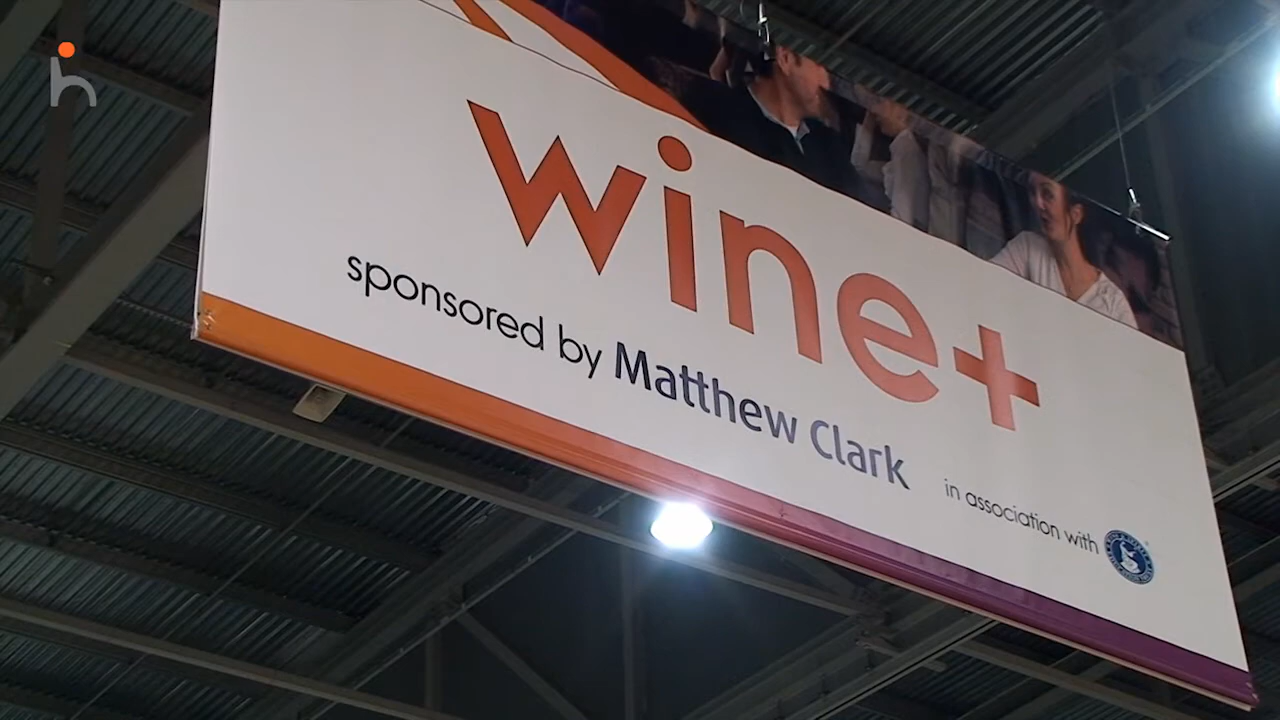 h
wine+
sponsored by Matthew Clark
in association with